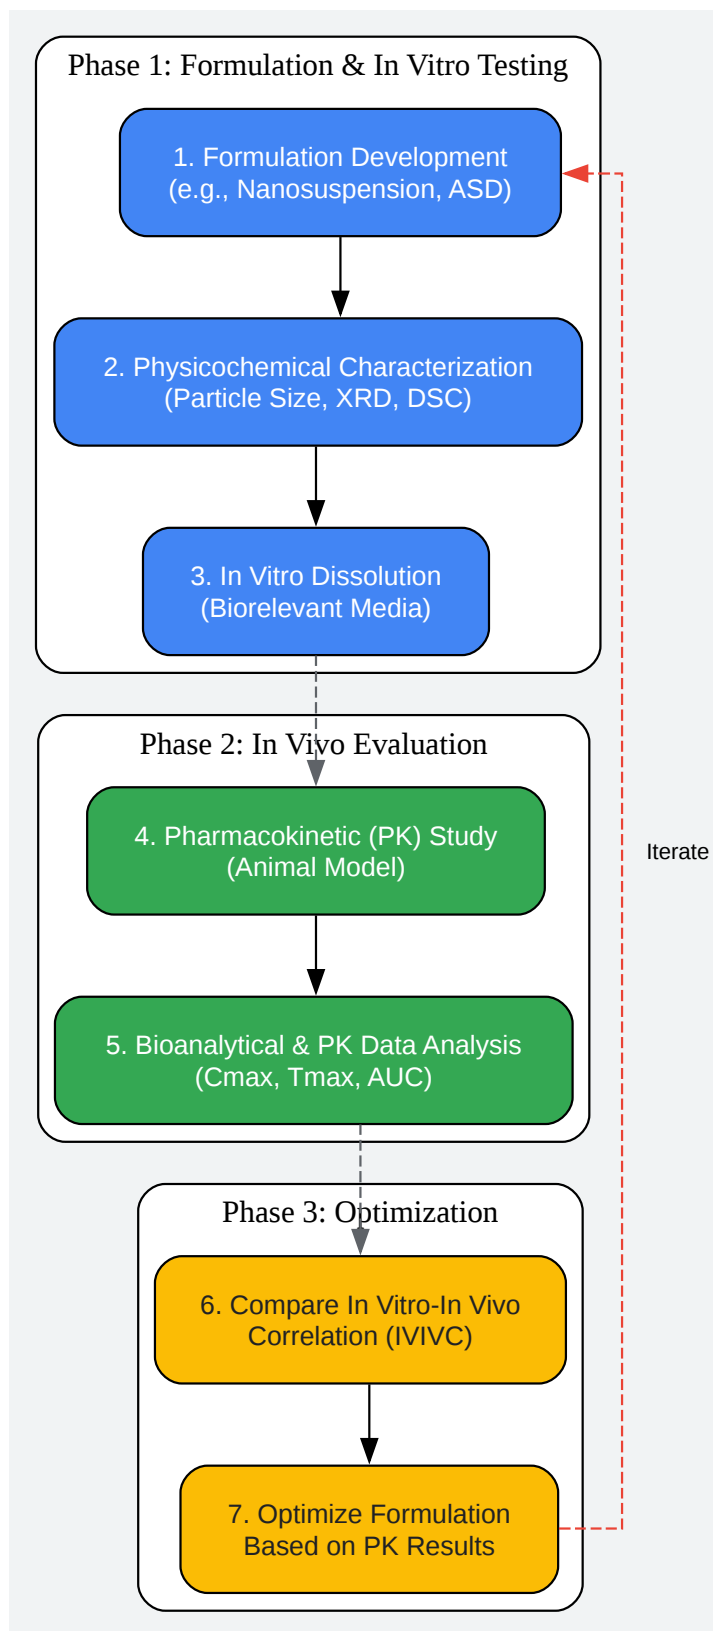 Phase 1: Formulation & In Vitro Testing
1. Formulation Development
(e.g., Nanosuspension, ASD)
2. Physicochemical Characterization
(Particle Size, XRD, DSC)
3. In Vitro Dissolution
(Biorelevant Media)
Phase 2: In Vivo Evaluation
4. Pharmacokinetic (PK) Study
(Animal Model)
Iterate
5. Bioanalytical & PK Data Analysis
(Cmax, Tmax, AUC)
Phase 3: Optimization
6. Compare In Vitro-In Vivo
Correlation (IVIVC)
7. Optimize Formulation
Based on PK Results